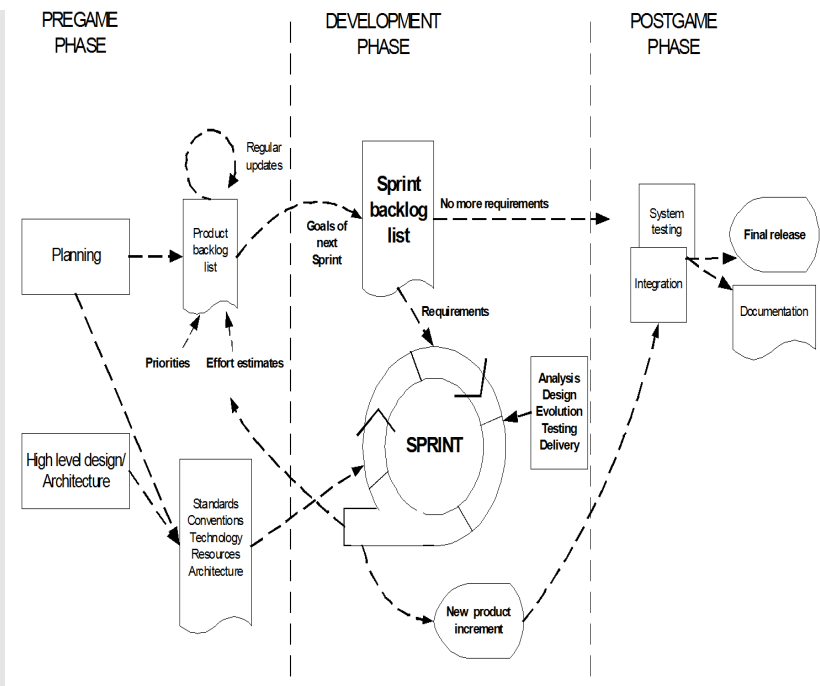 PREGAME
PHASE
DEVELOPMENT
PHASE
POSTGAME
PHASE
Regular
updates
Planning
Product
backlog
list
Goals of
next
Sprint
Sprint
backlog
list
No more requirements
System
testing
Integration
Final release
Documentation
Priorities
Effort estimates
Requirements
High level design/
Architecture
Standards
Conventions
Technology
Resources
Architecture
SPRINT
Analysis
Design
Evolution
Testing
Delivery
New product
increment